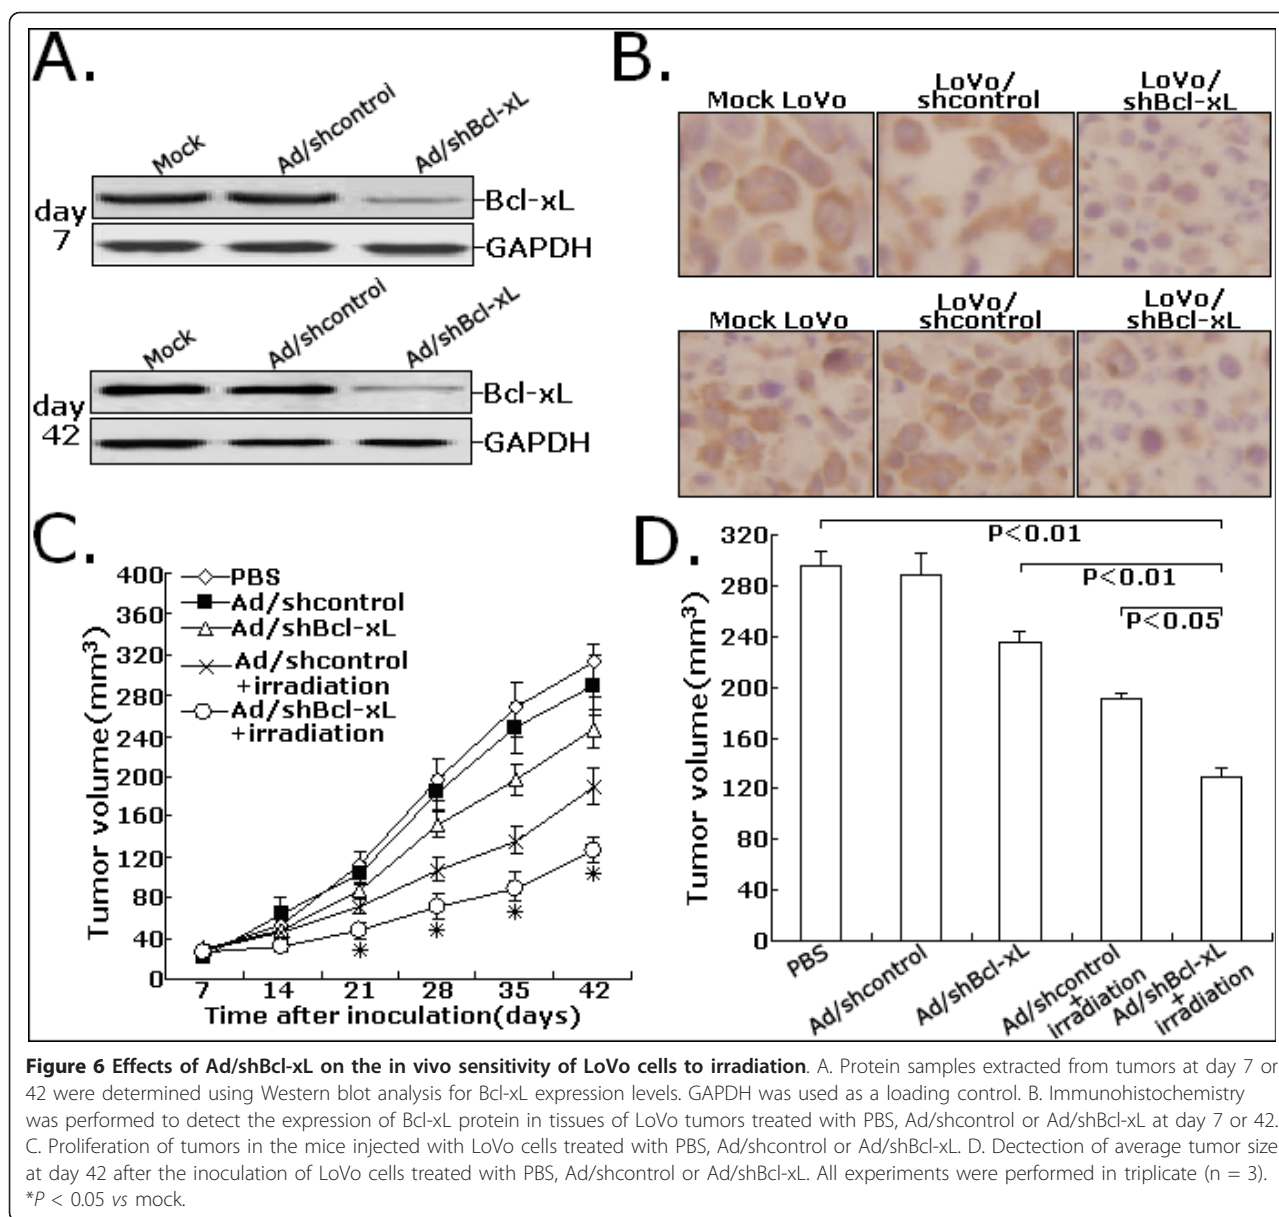 A.
Mock Ad/shcontrol Ad/shBcl-xL
day
7
Bcl-xL
GAPDH
Mock Ad/shcontrol Ad/shBcl-xL
day
42
Bcl-xL
GAPDH
B.
Mock LoVo
LoVo/
shcontrol
LoVo/
shBcl-xL
Mock LoVo
LoVo/
shcontrol
LoVo/
shBcl-xL
C.
Tumor volume(mm³)
400
360
320
280
240
200
160
120
80
40
0
PBS
Ad/shcontrol
Ad/shBcl-xL
Ad/shcontrol
+irradiation
Ad/shBcl-xL
+irradiation
* * * *
7 14 21 28 35 42
Time after inoculation(days)
D.
Tumor volume(mm³)
320
280
240
200
160
120
80
40
0
P<0.01
P<0.01
P<0.05
PBS
Ad/shcontrol
Ad/shBcl-xL
Ad/shcontrol
+
irradiation
Ad/shBcl-xL
+
irradiation
Figure 6 Effects of Ad/shBcl-xL on the in vivo sensitivity of LoVo cells to irradiation. A. Protein samples extracted from tumors at day 7 or
42 were determined using Western blot analysis for Bcl-xL expression levels. GAPDH was used as a loading control. B. Immunohistochemistry
was performed to detect the expression of Bcl-xL protein in tissues of LoVo tumors treated with PBS, Ad/shcontrol or Ad/shBcl-xL at day 7 or 42.
C. Proliferation of tumors in the mice injected with LoVo cells treated with PBS, Ad/shcontrol or Ad/shBcl-xL. D. Dectection of average tumor size
at day 42 after the inoculation of LoVo cells treated with PBS, Ad/shcontrol or Ad/shBcl-xL. All experiments were performed in triplicate (n = 3).
*P < 0.05 vs mock.